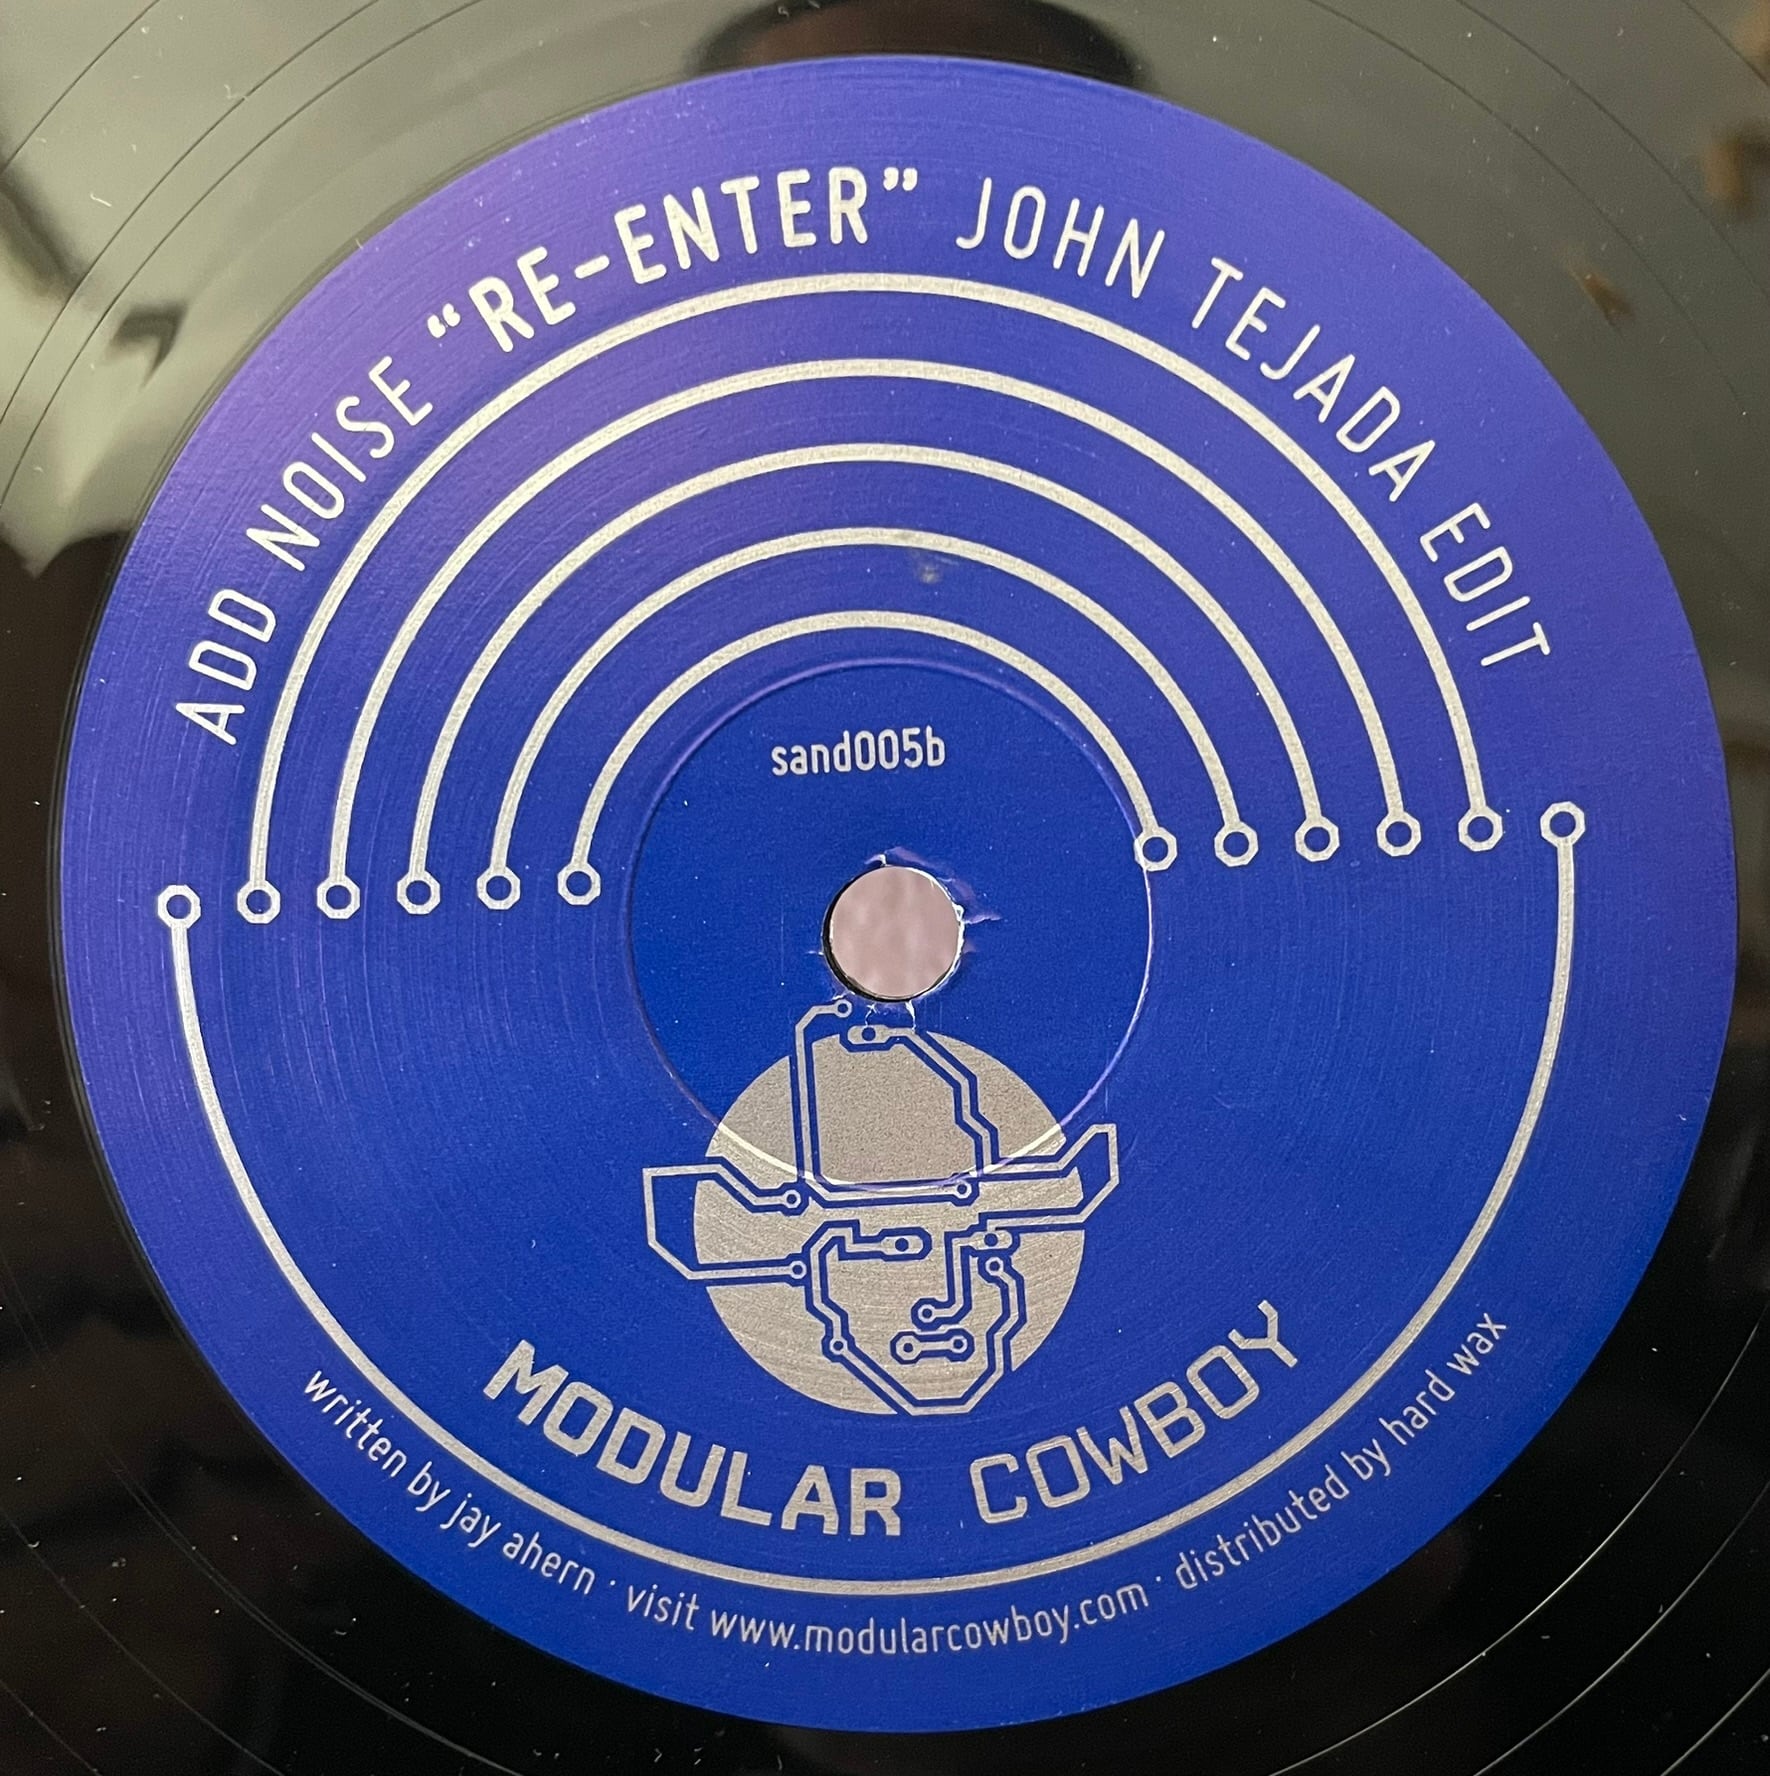 ADD NOISE “RE-ENTER” JOHN TEJADA EDIT
sand005b
MODULAR COWBOY
written by jay ahern · visit www.modularcowboy.com · distributed by hard wax